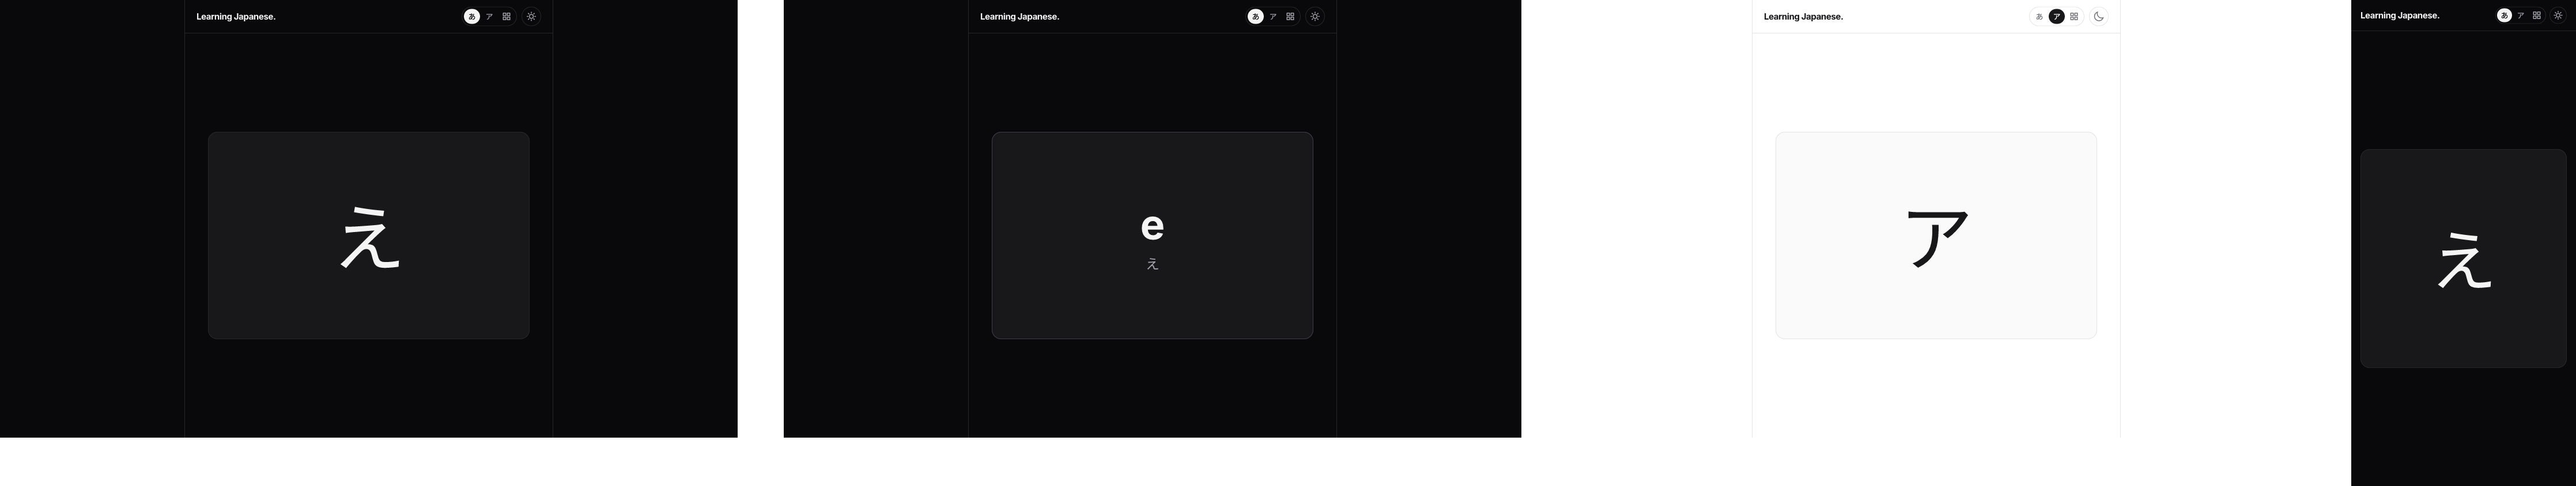 Learning Japanese.
あ ア
え
Learning Japanese.
あ ア
e
え
Learning Japanese.
あ ア
ア
Learning Japanese.
あ ア
え